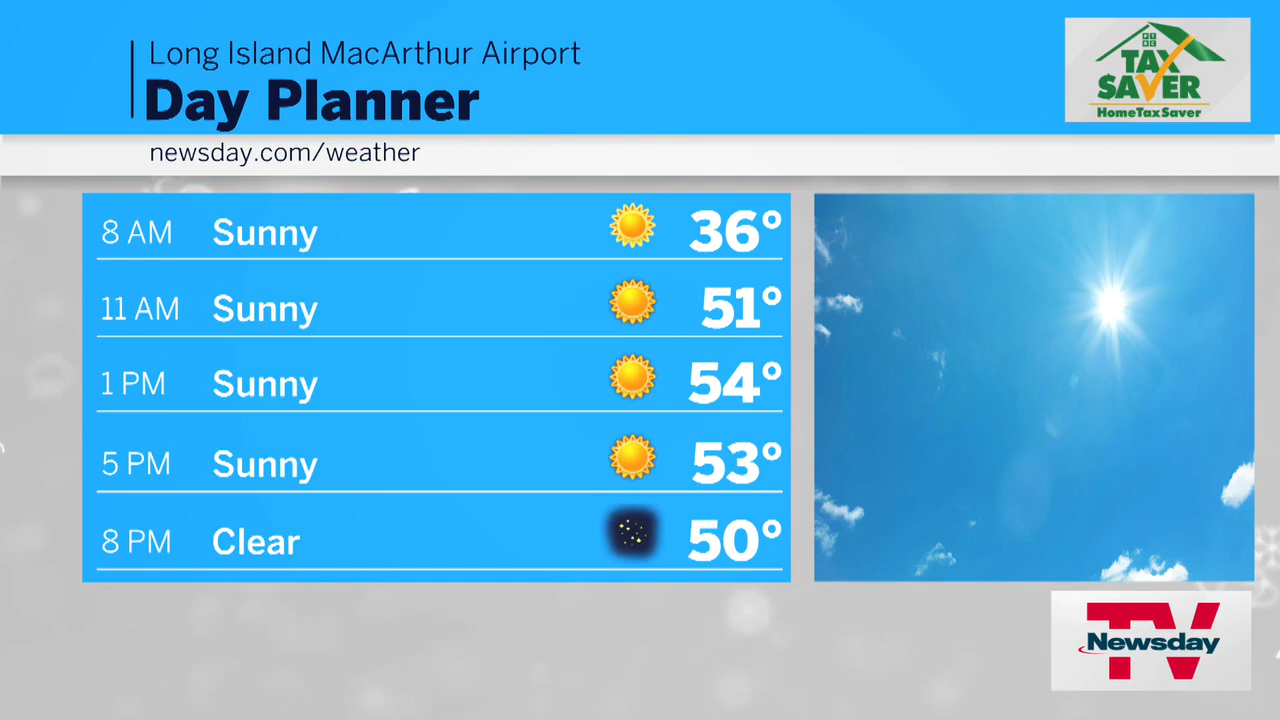 Long Island MacArthur Airport
Day Planner
newsday.com/weather
TAX
SAVER
HomeTaxSaver
8 AM Sunny 36°
11 AM Sunny 51°
1 PM Sunny 54°
5 PM Sunny 53°
8 PM Clear 50°
TV
Newsday